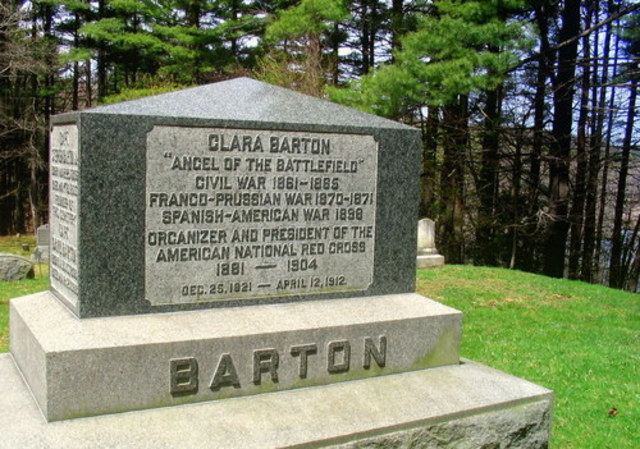 CLARA BARTON
"ANGEL OF THE BATTLEFIELD"
CIVIL WAR 1861-1865
FRANCO-PRUSSIAN WAR 1870-1871
SPANISH-AMERICAN WAR 1898
ORGANIZER AND PRESIDENT OF THE
AMERICAN NATIONAL RED CROSS
1881 — 1904
DEC. 25, 1821 — APRIL 12, 1912.
BARTON